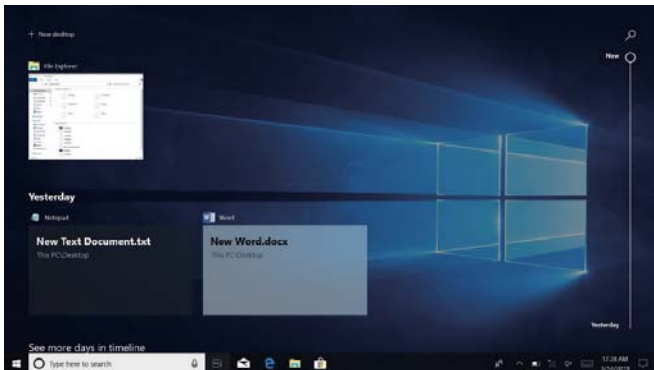 + New desktop
File Explorer
Now
Yesterday
Notepad
Word
New Text Document.txt
This PC\Desktop
New Word.docx
This PC\Desktop
Yesterday
See more days in timeline
Type here to search
12:28 AM